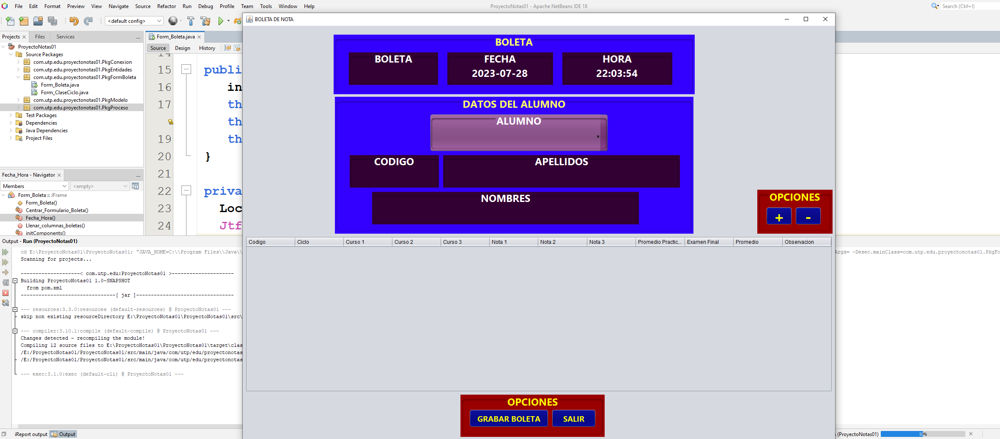 File Edit Format Preview View Navigate Source Refactor Run Debug Profile Team Tools Window Help
ProyectoNotas01 - Apache NetBeans IDE 18
Search (Ctrl+I)
<default config>
BOLETA DE NOTA
Projects Files Services
Form_Boleta.java
Source Design History
ProyectoNotas01
Source Packages
com.utp.edu.proyectonotas01.PkgConexion
com.utp.edu.proyectonotas01.PkgEntidades
com.utp.edu.proyectonotas01.PkgFormBoleta
Form_Boleta.java
Form_ClaseCiclo.java
com.utp.edu.proyectonotas01.PkgModelo
com.utp.edu.proyectonotas01.PkgProceso
Test Packages
Dependencies
Java Dependencies
Project Files
14
15 publi
16 in
17 th
th
19 th
20 }
21
22 priva
23 Loc
24 Jtf
Fecha_Hora - Navigator
Members <empty>
Form_Boleta :: JFrame
Form_Boleta()
Centrar_Formulario_Boleta()
Fecha_Hora()
Llenar_columnas_boletas()
initComponents()
BOLETA
BOLETA FECHA HORA
2023-07-28 22:03:54
DATOS DEL ALUMNO
ALUMNO
CODIGO APELLIDOS
NOMBRES
OPCIONES
+ -
Codigo Ciclo Curso 1 Curso 2 Curso 3 Nota 1 Nota 2 Nota 3 Promedio Practic... Examen Final Promedio Observacion
OPCIONES
GRABAR BOLETA SALIR
Output - Run (ProyectoNotas01)
cd E:\ProyectoNotas01\ProyectoNotas01; "JAVA_HOME=C:\\Program Files\\Java\\
Args= -Dexec.mainClass=com.utp.edu.proyectonotas01.PkgFo
Scanning for projects...
--------------------< com.utp.edu:ProyectoNotas01 >---------------------
Building ProyectoNotas01 1.0-SNAPSHOT
from pom.xml
--------------------------------[ jar ]---------------------------------
--- resources:3.3.0:resources (default-resources) @ ProyectoNotas01 ---
skip non existing resourceDirectory E:\ProyectoNotas01\ProyectoNotas01\src\
--- compiler:3.10.1:compile (default-compile) @ ProyectoNotas01 ---
Changes detected - recompiling the module!
Compiling 12 source files to E:\ProyectoNotas01\ProyectoNotas01\target\clas
/E:/ProyectoNotas01/ProyectoNotas01/src/main/java/com/utp/edu/proyectonotas
/E:/ProyectoNotas01/ProyectoNotas01/src/main/java/com/utp/edu/proyectonotas
--- exec:3.1.0:exec (default-cli) @ ProyectoNotas01 ---
iReport output Output
(ProyectoNotas01) 50%